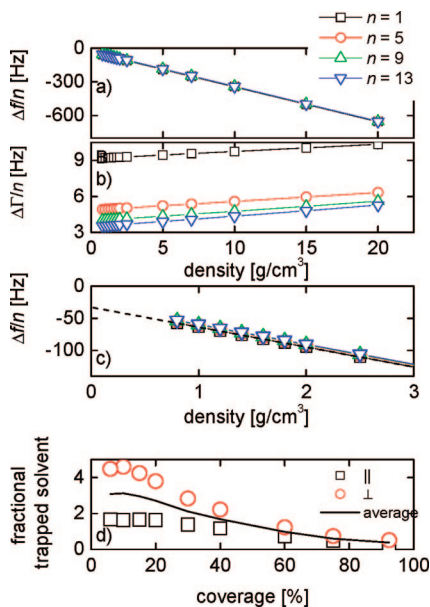 n = 1
n = 5
n = 9
n = 13
0
-300
-600
Δf/n [Hz]
a)
9
6
3
ΔΓ/n [Hz]
b)
0 5 10 15 20
density [g/cm³]
0
-50
-100
Δf/n [Hz]
c)
0 1 2 3
density [g/cm³]
4
2
0
fractional
trapped solvent
||
⊥
average
d)
0 20 40 60 80 100
coverage [%]